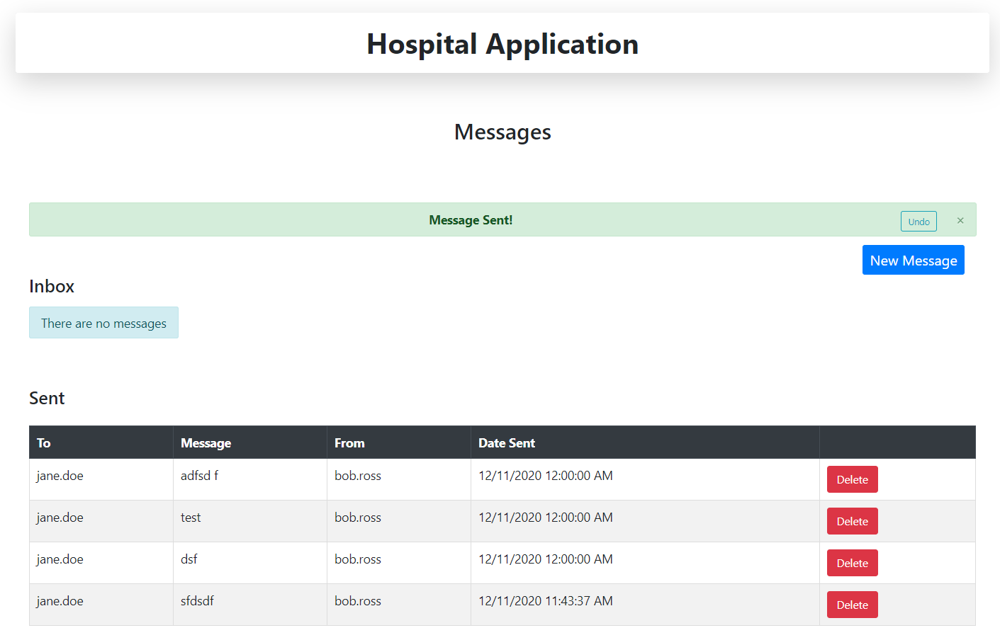 Hospital Application
Messages
Message Sent! Undo ×
New Message
Inbox
There are no messages
Sent
To Message From Date Sent
jane.doe adfsd f bob.ross 12/11/2020 12:00:00 AM Delete
jane.doe test bob.ross 12/11/2020 12:00:00 AM Delete
jane.doe dsf bob.ross 12/11/2020 12:00:00 AM Delete
jane.doe sfdsdf bob.ross 12/11/2020 11:43:37 AM Delete